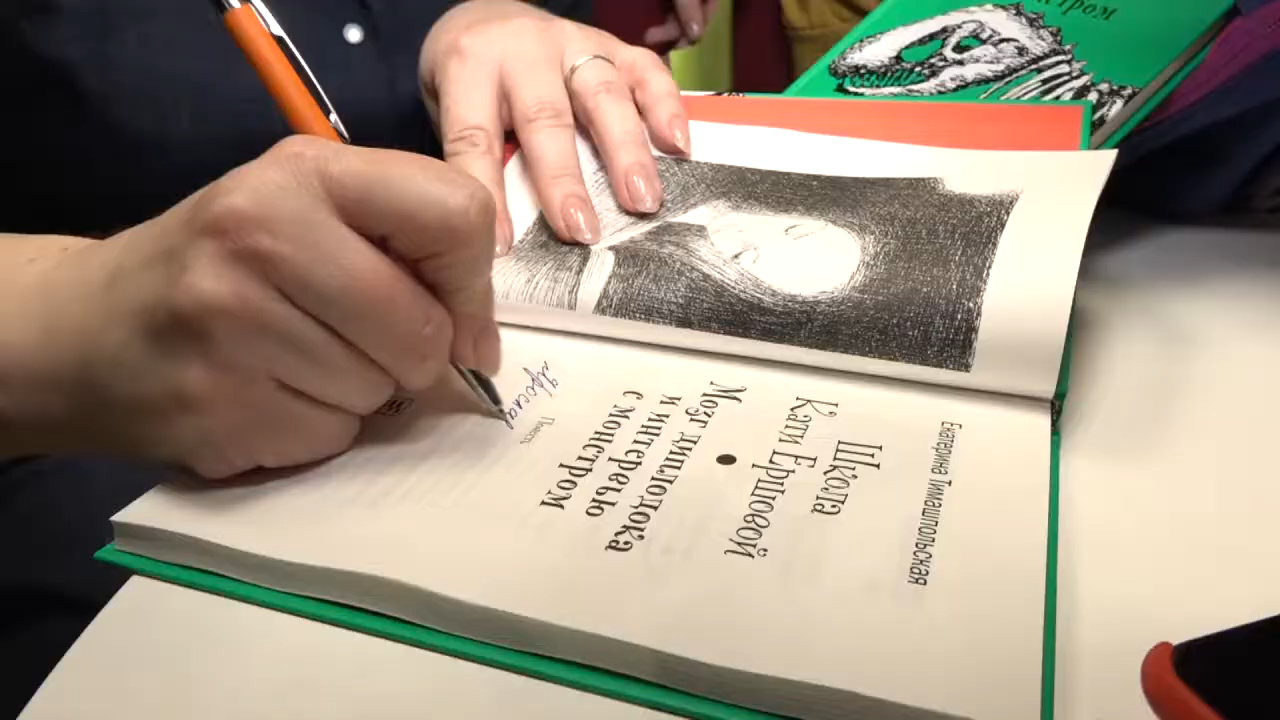 Екатерина Тимашпольская
Школа
Кати Ершовой
Мозг диплодока
и интервью
с монстром
Повесть